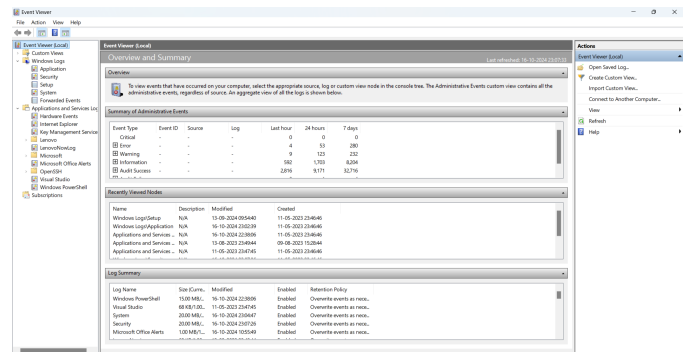 Event Viewer
File Action View Help
Event Viewer (Local)
Custom Views
Windows Logs
Application
Security
Setup
System
Forwarded Events
Applications and Services Log
Hardware Events
Internet Explorer
Key Management Service
Lenovo
LenovoNowLog
Microsoft
Microsoft Office Alerts
OpenSSH
Visual Studio
Windows PowerShell
Subscriptions
Event Viewer (Local)
Overview and Summary Last refreshed: 16-10-2024 23:07:33
Overview
To view events that have occurred on your computer, select the appropriate source, log or custom view node in the console tree. The Administrative Events custom view contains all the
administrative events, regardless of source. An aggregate view of all the logs is shown below.
Summary of Administrative Events
Event Type Event ID Source Log Last hour 24 hours 7 days
Critical - - - 0 0 0
Error - - - 4 53 280
Warning - - - 9 123 232
Information - - - 592 1,703 8,204
Audit Success - - - 2,816 9,171 32,716
Recently Viewed Nodes
Name Description Modified Created
Windows Logs\Setup N/A 13-09-2024 09:54:40 11-05-2023 23:46:46
Windows Logs\Application N/A 16-10-2024 23:02:39 11-05-2023 23:46:46
Applications and Services ... N/A 16-10-2024 22:38:06 11-05-2023 23:46:46
Applications and Services ... N/A 13-08-2023 23:49:44 09-08-2023 15:28:44
Applications and Services ... N/A 11-05-2023 23:47:45 11-05-2023 23:46:46
Log Summary
Log Name Size (Curre... Modified Enabled Retention Policy
Windows PowerShell 15.00 MB/... 16-10-2024 22:38:06 Enabled Overwrite events as nece...
Visual Studio 68 KB/1.00... 11-05-2023 23:47:45 Enabled Overwrite events as nece...
System 20.00 MB/... 16-10-2024 23:04:47 Enabled Overwrite events as nece...
Security 20.00 MB/... 16-10-2024 23:07:26 Enabled Overwrite events as nece...
Microsoft Office Alerts 1.00 MB/1... 16-10-2024 10:55:49 Enabled Overwrite events as nece...
Actions
Event Viewer (Local)
Open Saved Log...
Create Custom View...
Import Custom View...
Connect to Another Computer...
View
Refresh
Help